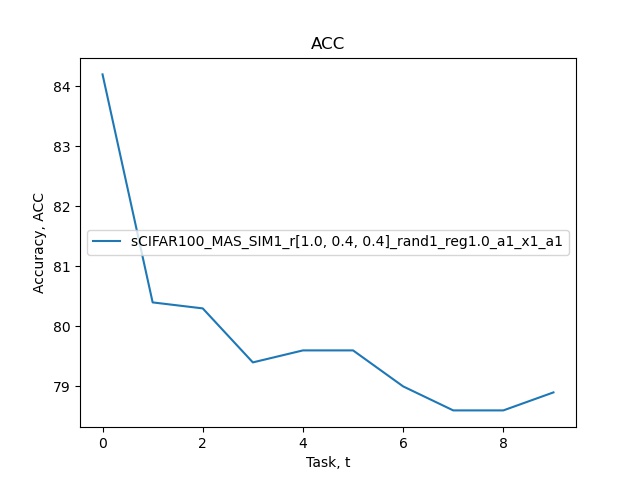 ACC
84
83
82
81
80
79
Accuracy, ACC
sCIFAR100_MAS_SIM1_r[1.0, 0.4, 0.4]_rand1_reg1.0_a1_x1_a1
0 2 4 6 8
Task, t